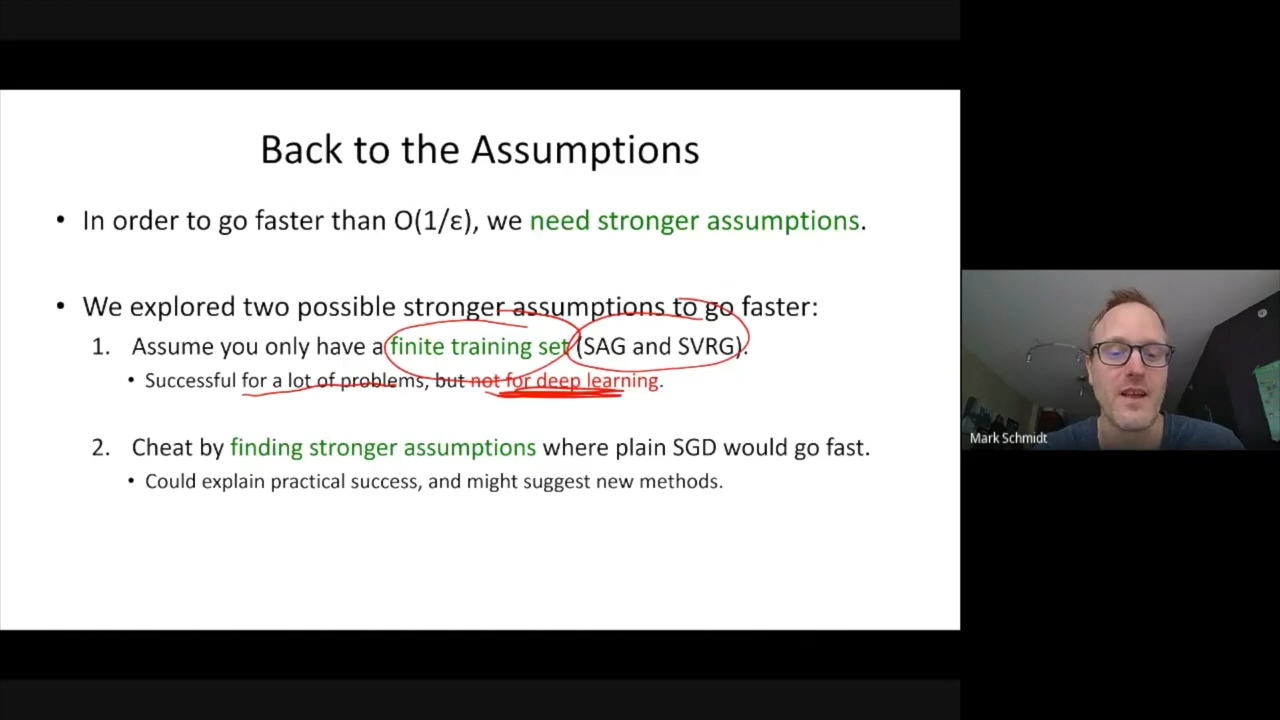 Back to the Assumptions
• In order to go faster than O(1/ε), we need stronger assumptions.
• We explored two possible stronger assumptions to go faster:
1. Assume you only have a finite training set (SAG and SVRG).
• Successful for a lot of problems, but not for deep learning.
2. Cheat by finding stronger assumptions where plain SGD would go fast.
• Could explain practical success, and might suggest new methods.
Mark Schmidt